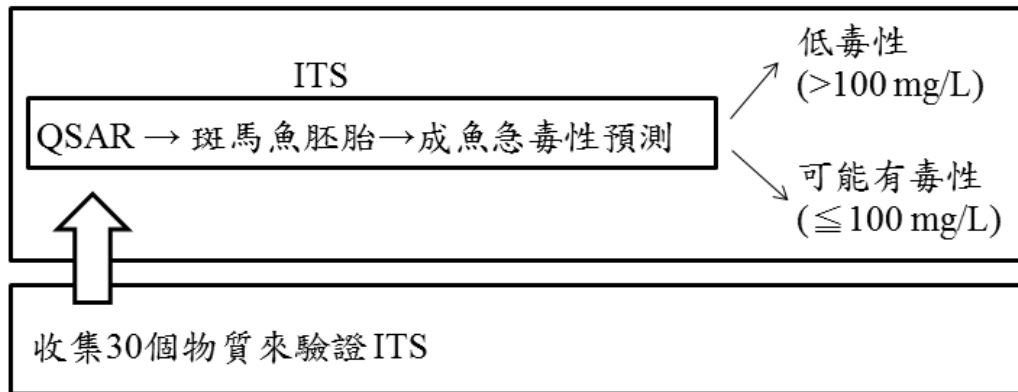 ITS
QSAR → 斑馬魚胚胎→成魚急毒性預測
低毒性
(>100 mg/L)
可能有毒性
(≦100 mg/L)
收集30個物質來驗證ITS